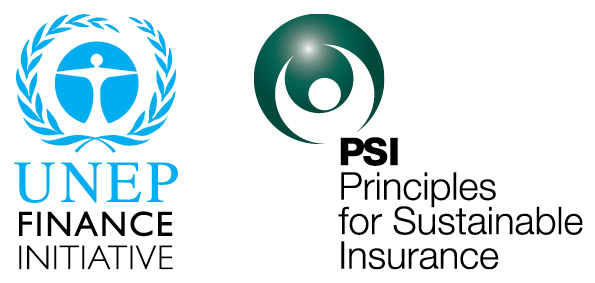 UNEP
FINANCE
INITIATIVE
PSI
Principles
for Sustainable
Insurance